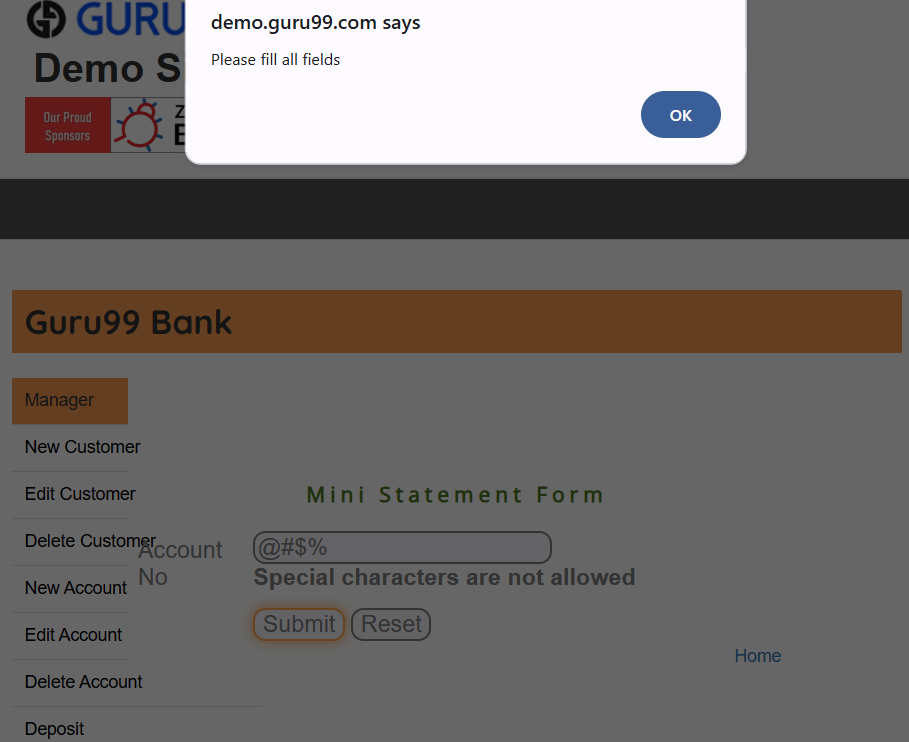 demo.guru99.com says
Please fill all fields
OK
GURU
Demo S
Our Proud
Sponsors
Guru99 Bank
Manager
New Customer
Edit Customer
Delete Customer
New Account
Edit Account
Delete Account
Deposit
Mini Statement Form
Account
No
@#$%
Special characters are not allowed
Submit Reset
Home